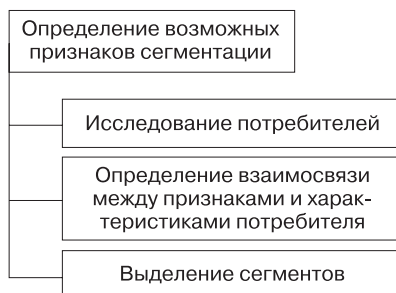 Определение возможных
признаков сегментации
Исследование потребителей
Определение взаимосвязи
между признаками и харак-
теристиками потребителя
Выделение сегментов